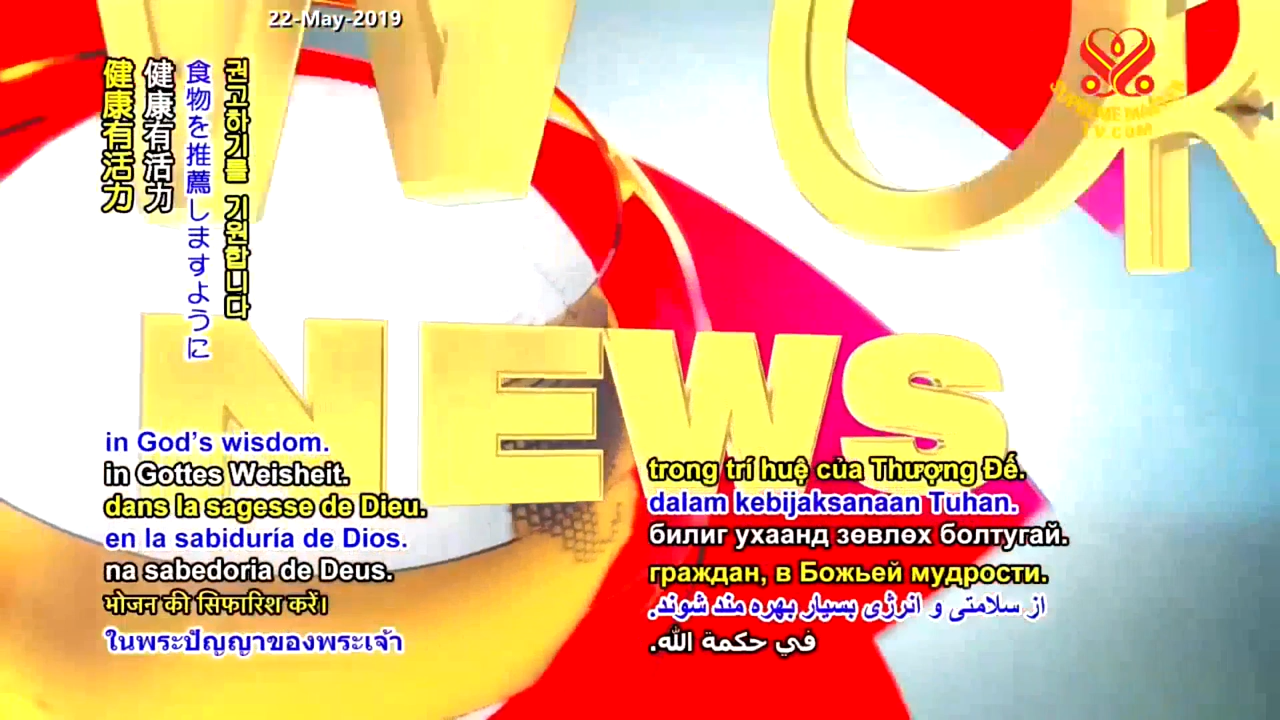 22-May-2019
SUPREME MASTER
TV.COM
권고하기를 기원합니다
食物を推薦しますように
健康有活力
健康有活力
NEWS
in God’s wisdom.
in Gottes Weisheit.
dans la sagesse de Dieu.
en la sabiduría de Dios.
na sabedoria de Deus.
भोजन की सिफारिश करें।
ในพระปัญญาของพระเจ้า
trong trí huệ của Thượng Đế.
dalam kebijaksanaan Tuhan.
билиг ухаанд зөвлөх болтугай.
граждан, в Божьей мудрости.
از سلامتی و انرژی بسیار بهره مند شوند.
في حكمة الله.